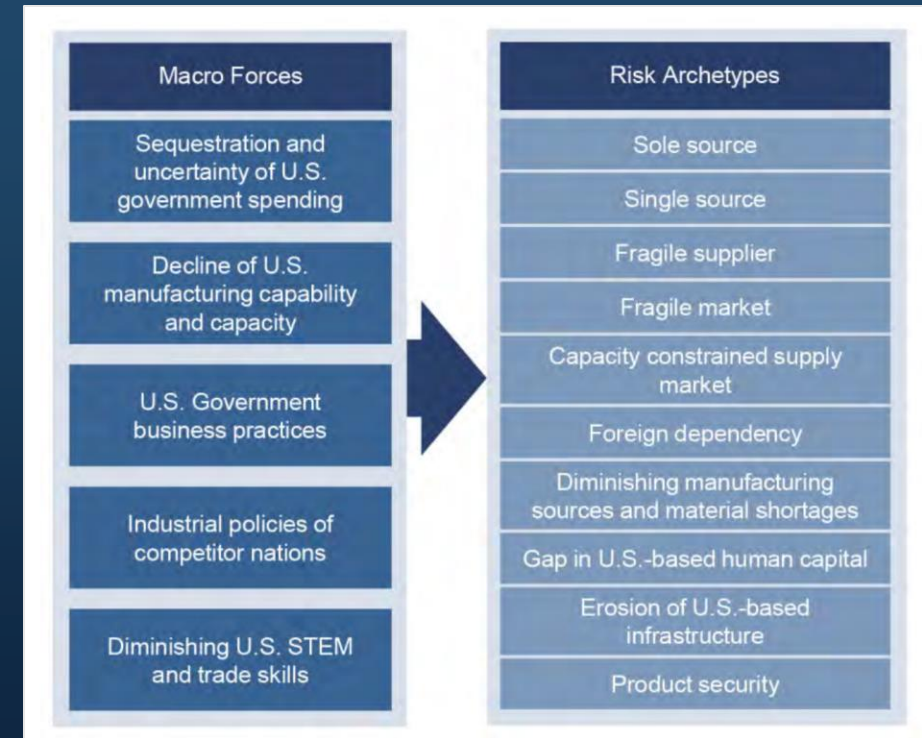 Macro Forces
Sequestration and
uncertainty of U.S.
government spending
Decline of U.S.
manufacturing capability
and capacity
U.S. Government
business practices
Industrial policies of
competitor nations
Diminishing U.S. STEM
and trade skills
Risk Archetypes
Sole source
Single source
Fragile supplier
Fragile market
Capacity constrained supply
market
Foreign dependency
Diminishing manufacturing
sources and material shortages
Gap in U.S.-based human capital
Erosion of U.S.-based
infrastructure
Product security